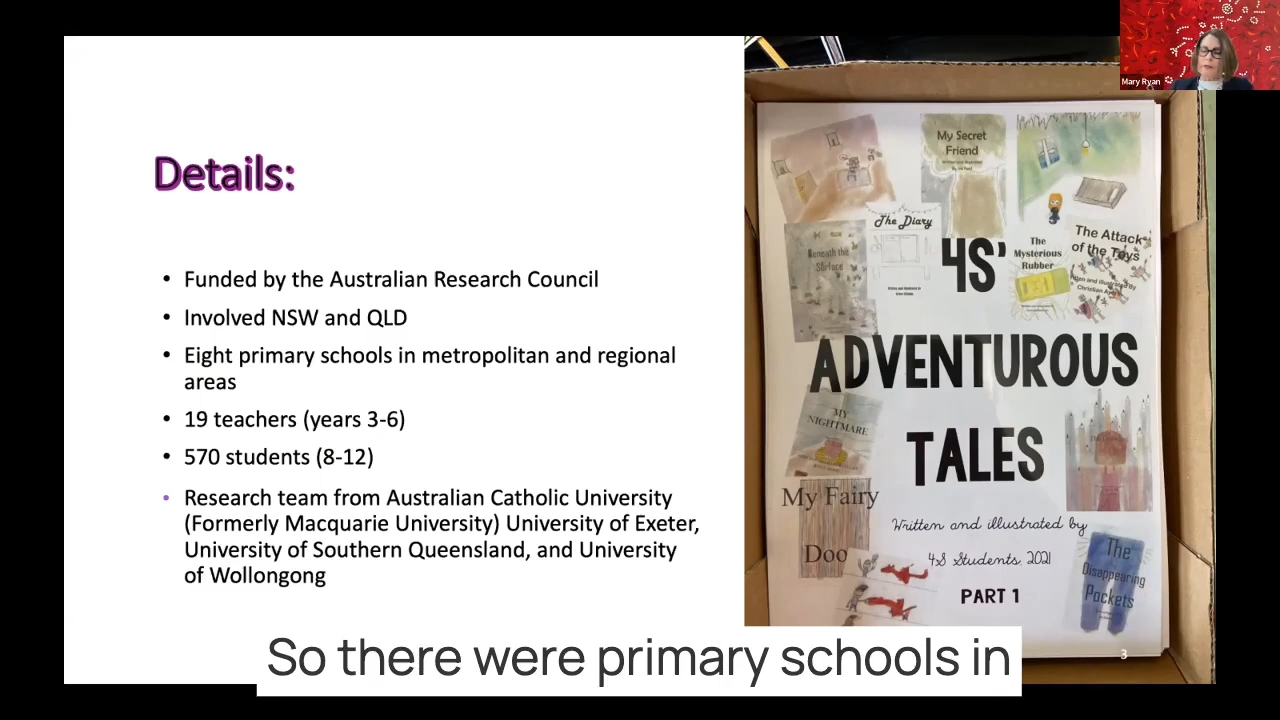 Mary Ryan
Details:
• Funded by the Australian Research Council
• Involved NSW and QLD
• Eight primary schools in metropolitan and regional
areas
• 19 teachers (years 3-6)
• 570 students (8-12)
• Research team from Australian Catholic University
(Formerly Macquarie University) University of Exeter,
University of Southern Queensland, and University
of Wollongong
My Secret
Friend
The Diary
Beneath the
Surface
The
Mysterious
Rubber
The Attack
of the Toys
4S'
ADVENTUROUS
TALES
MY
NIGHTMARE
My Fairy
Doo
Written and illustrated by
4S Students, 2021
PART 1
The
Disappearing
Pockets
3
So there were primary schools in